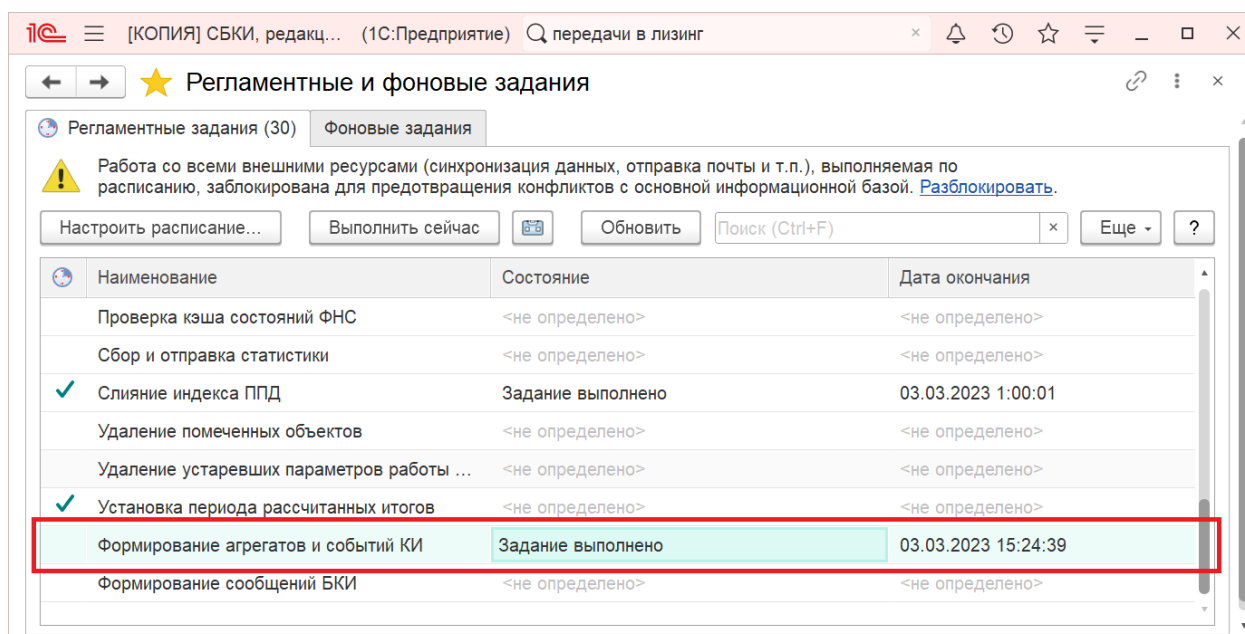 1С [КОПИЯ] СБКИ, редакц... (1С:Предприятие) передачи в лизинг
Регламентные и фоновые задания
Регламентные задания (30) Фоновые задания
Работа со всеми внешними ресурсами (синхронизация данных, отправка почты и т.п.), выполняемая по
расписанию, заблокирована для предотвращения конфликтов с основной информационной базой. Разблокировать.
Настроить расписание... Выполнить сейчас Обновить Поиск (Ctrl+F) Еще ?
Наименование Состояние Дата окончания
Проверка кэша состояний ФНС <не определено> <не определено>
Сбор и отправка статистики <не определено> <не определено>
Слияние индекса ППД Задание выполнено 03.03.2023 1:00:01
Удаление помеченных объектов <не определено> <не определено>
Удаление устаревших параметров работы ... <не определено> <не определено>
Установка периода рассчитанных итогов <не определено> <не определено>
Формирование агрегатов и событий КИ Задание выполнено 03.03.2023 15:24:39
Формирование сообщений БКИ <не определено> <не определено>